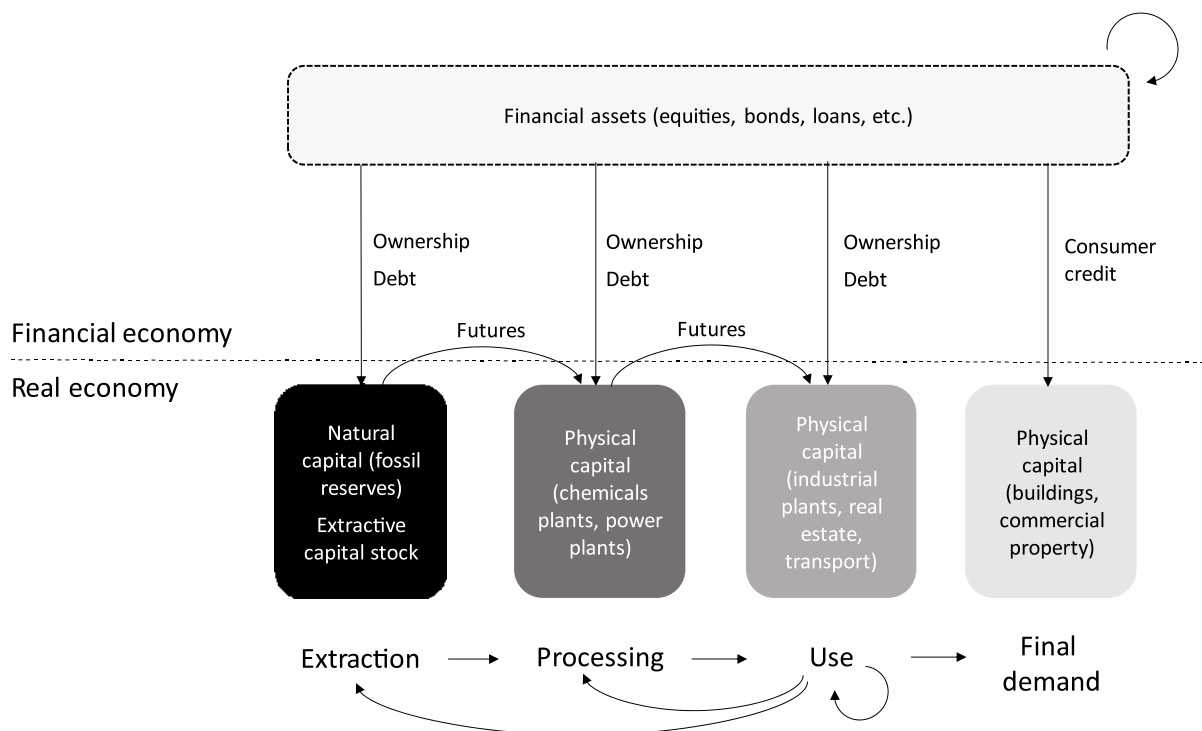 Financial assets (equities, bonds, loans, etc.)
Ownership
Debt
Ownership
Debt
Ownership
Debt
Consumer
credit
Financial economy
Futures
Futures
Real economy
Natural
capital (fossil
reserves)
Extractive
capital stock
Physical
capital
(chemicals
plants, power
plants)
Physical
capital
(industrial
plants, real
estate,
transport)
Physical
capital
(buildings,
commercial
property)
Extraction
Processing
Use
Final
demand